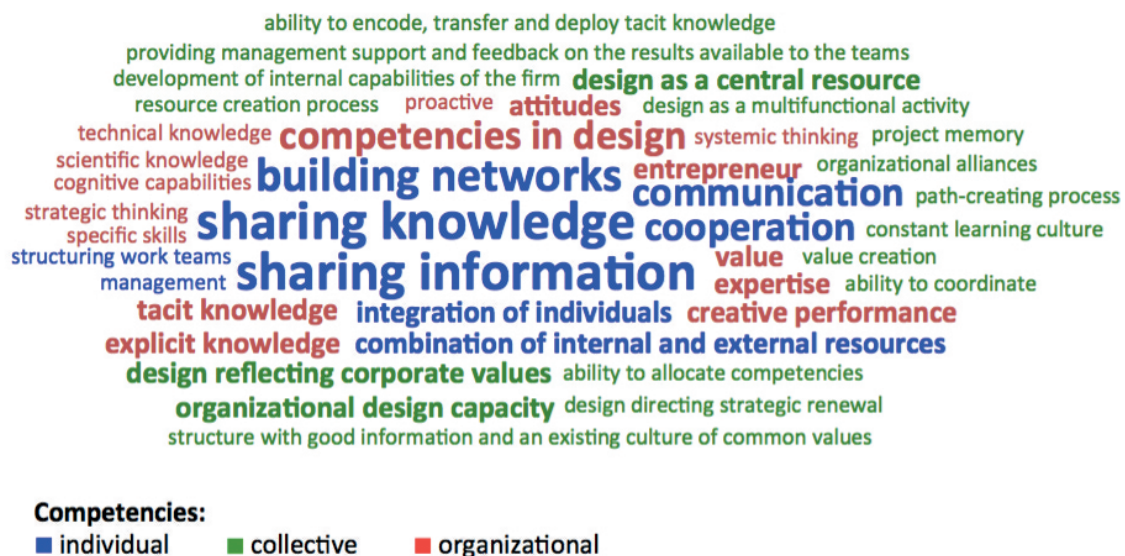 ability to encode, transfer and deploy tacit knowledge
providing management support and feedback on the results available to the teams
development of internal capabilities of the firm design as a central resource
resource creation process proactive attitudes design as a multifunctional activity
technical knowledge competencies in design systemic thinking project memory
scientific knowledge building networks entrepreneur organizational alliances
cognitive capabilities communication path-creating process
strategic thinking sharing knowledge cooperation constant learning culture
specific skills
structuring work teams sharing information value value creation
management expertise ability to coordinate
tacit knowledge integration of individuals creative performance
explicit knowledge combination of internal and external resources
design reflecting corporate values ability to allocate competencies
organizational design capacity design directing strategic renewal
structure with good information and an existing culture of common values
Competencies:
individual collective organizational